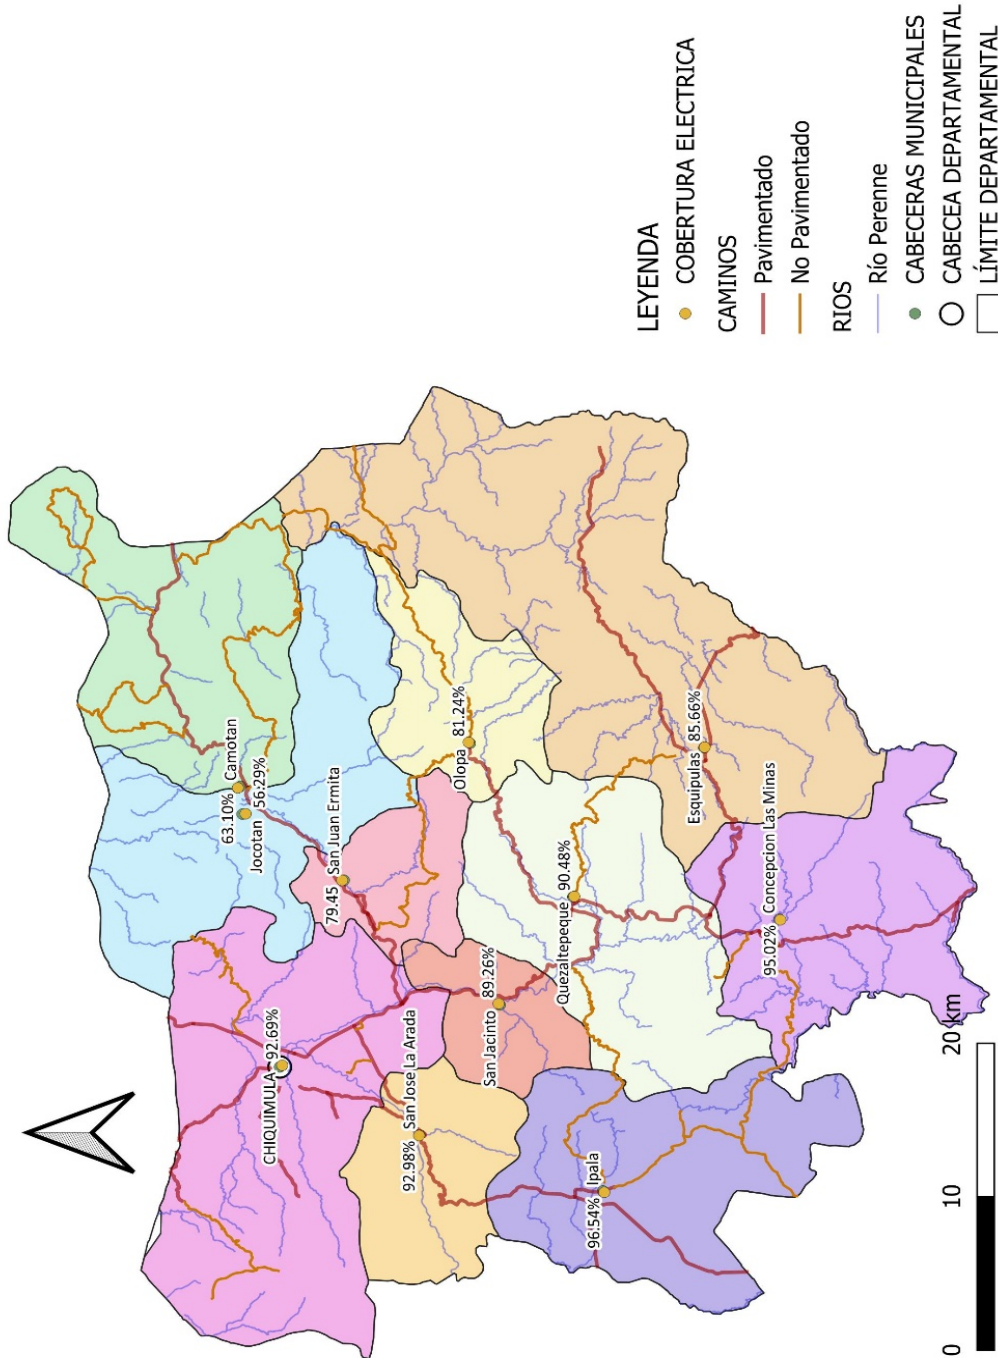 63.10%
Camotan
Jocotan 56.29%
79.45 San Juan Ermita
CHIQUIMULA 92.69%
92.98% San Jose La Arada
San Jacinto 89.26%
Olopa 81.24%
Quezaltepeque 90.48%
96.54% Ipala
Esquipulas 85.66%
95.02% Concepcion Las Minas
LEYENDA
COBERTURA ELECTRICA
CAMINOS
Pavimentado
No Pavimentado
RIOS
Río Perenne
CABECERAS MUNICIPALES
CABECEA DEPARTAMENTAL
LÍMITE DEPARTAMENTAL
0 10 20 km